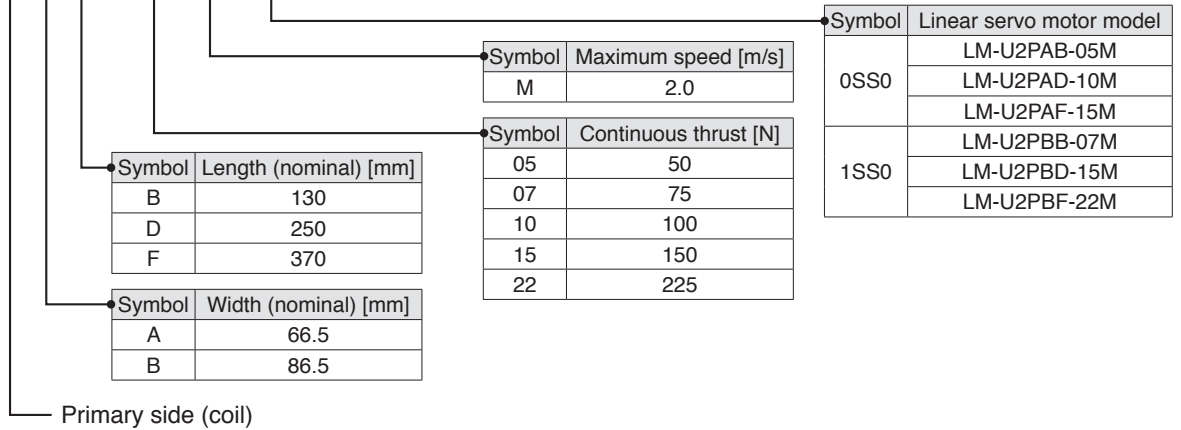 Symbol Linear servo motor model
0SS0 LM-U2PAB-05M
LM-U2PAD-10M
LM-U2PAF-15M
1SS0 LM-U2PBB-07M
LM-U2PBD-15M
LM-U2PBF-22M
Symbol Maximum speed [m/s]
M 2.0
Symbol Continuous thrust [N]
05 50
07 75
10 100
15 150
22 225
Symbol Length (nominal) [mm]
B 130
D 250
F 370
Symbol Width (nominal) [mm]
A 66.5
B 86.5
Primary side (coil)